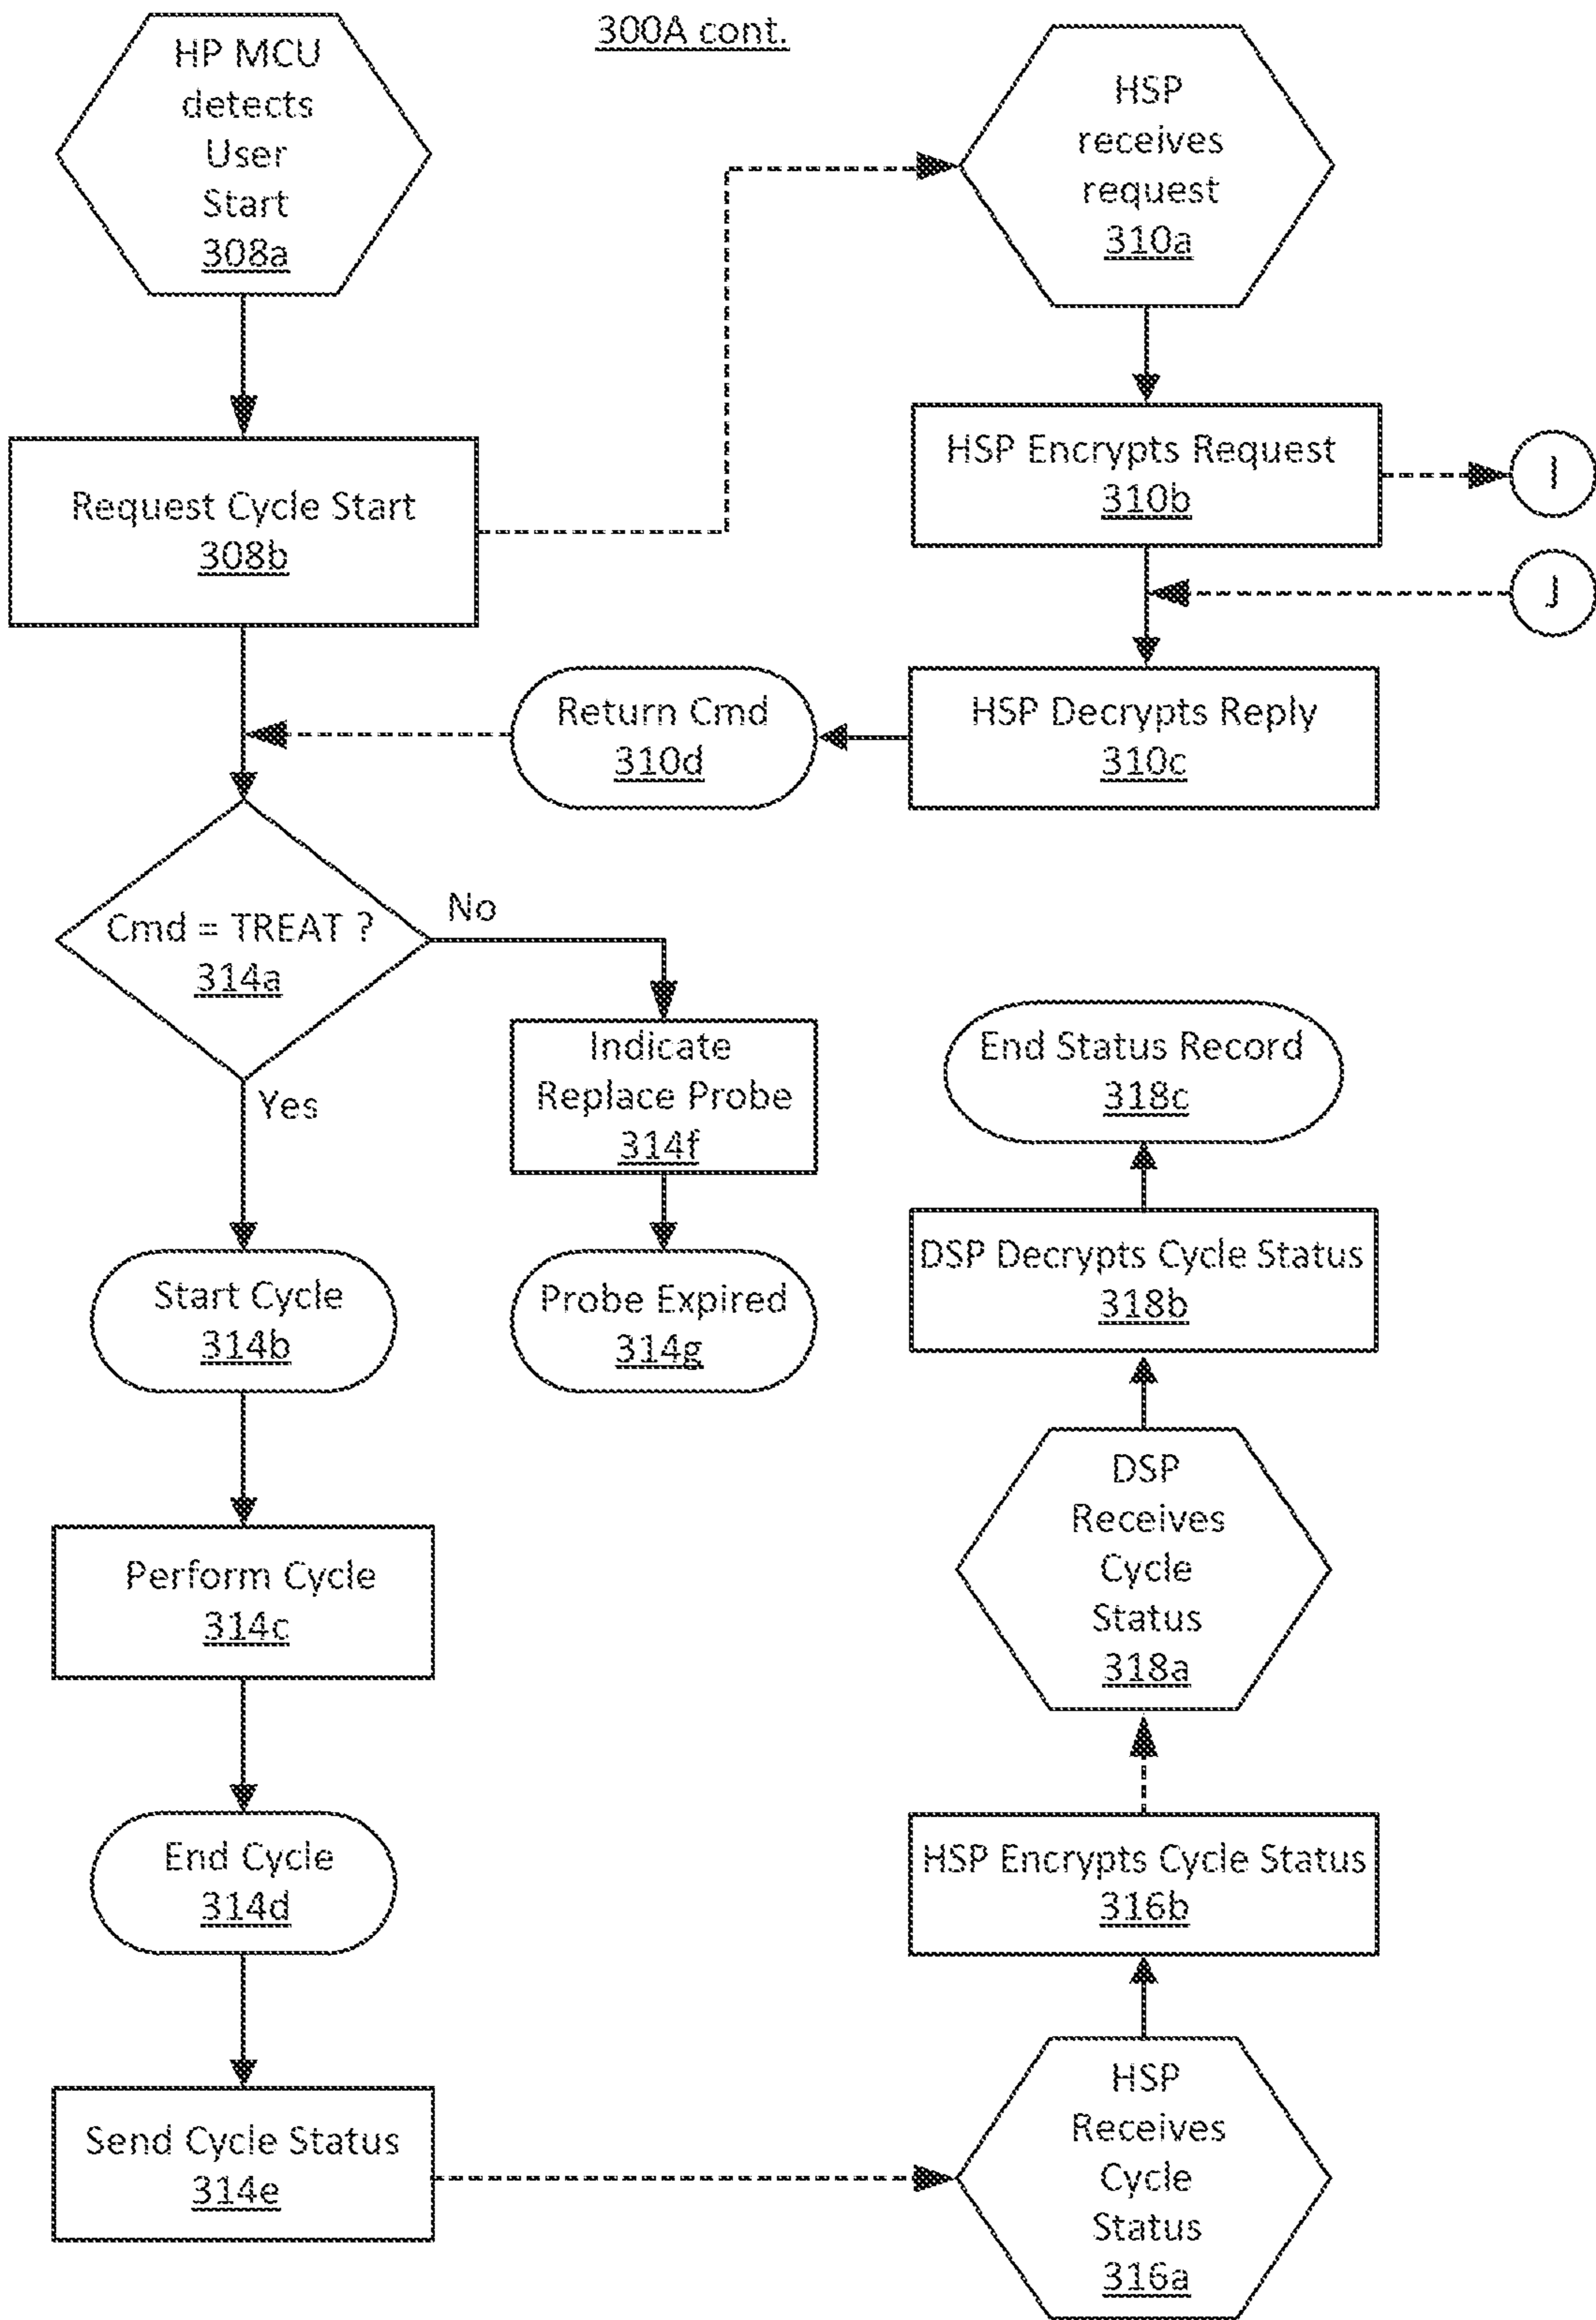 300A cont.
HP MCU
detects
User
Start
308a
HSP
receives
request
310a
Request Cycle Start
308b
HSP Encrypts Request
310b
I
J
HSP Decrypts Reply
310c
Return Cmd
310d
Cmd = TREAT ?
314a
No
Yes
Indicate
Replace Probe
314f
Probe Expired
314g
Start Cycle
314b
Perform Cycle
314c
End Cycle
314d
Send Cycle Status
314e
HSP
Receives
Cycle
Status
316a
HSP Encrypts Cycle Status
316b
DSP
Receives
Cycle
Status
318a
DSP Decrypts Cycle Status
318b
End Status Record
318c